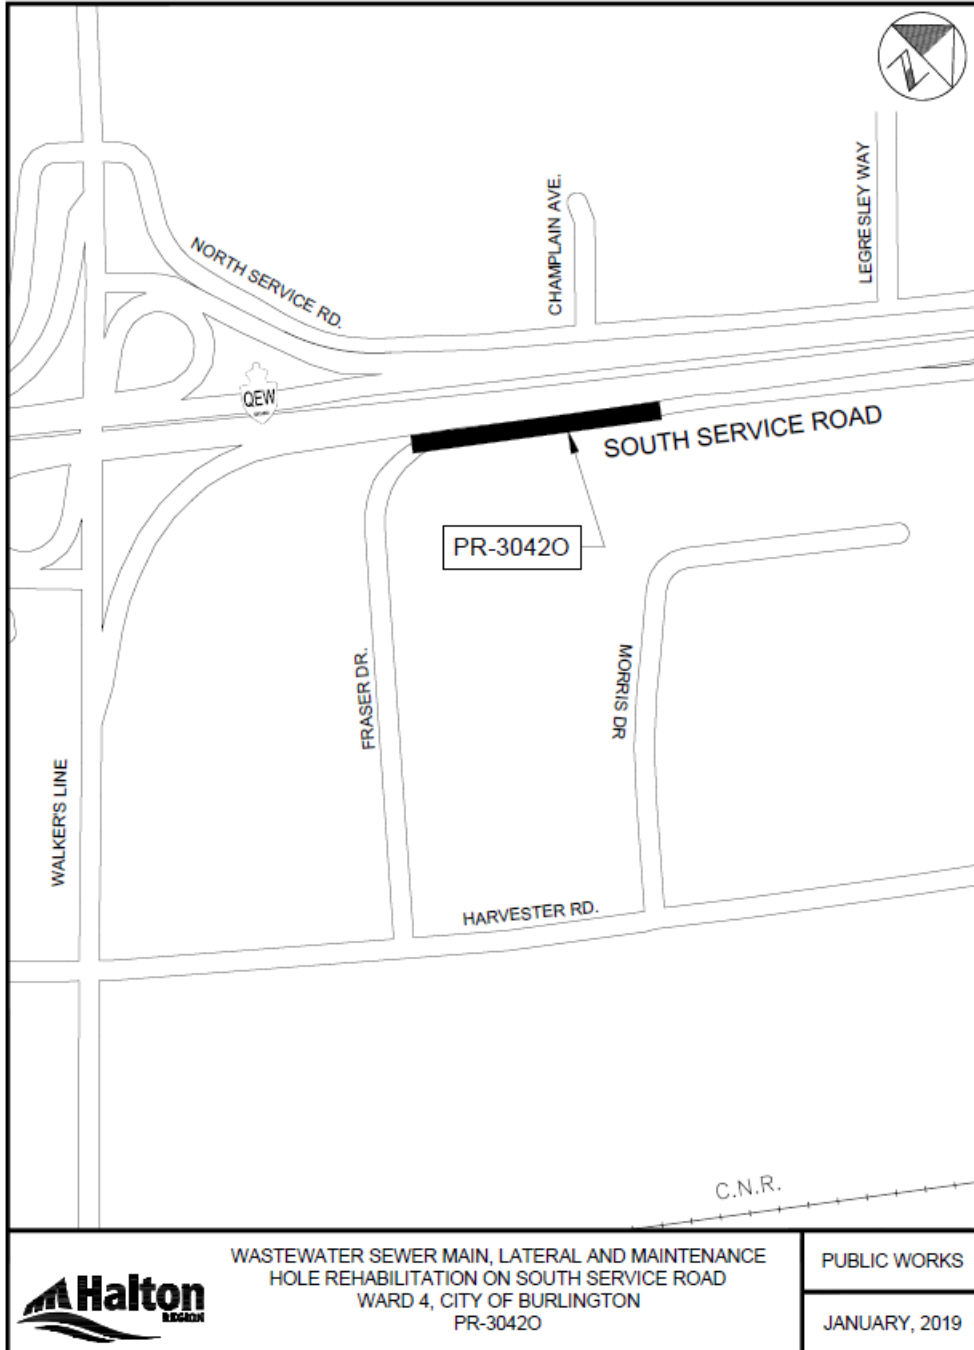 N
LEGRESLEY WAY
CHAMPLAIN AVE.
NORTH SERVICE RD.
QEW
SOUTH SERVICE ROAD
PR-3042O
FRASER DR.
MORRIS DR
WALKER'S LINE
HARVESTER RD.
C.N.R.
Halton
REGION
WASTEWATER SEWER MAIN, LATERAL AND MAINTENANCE
HOLE REHABILITATION ON SOUTH SERVICE ROAD
WARD 4, CITY OF BURLINGTON
PR-3042O
PUBLIC WORKS
JANUARY, 2019